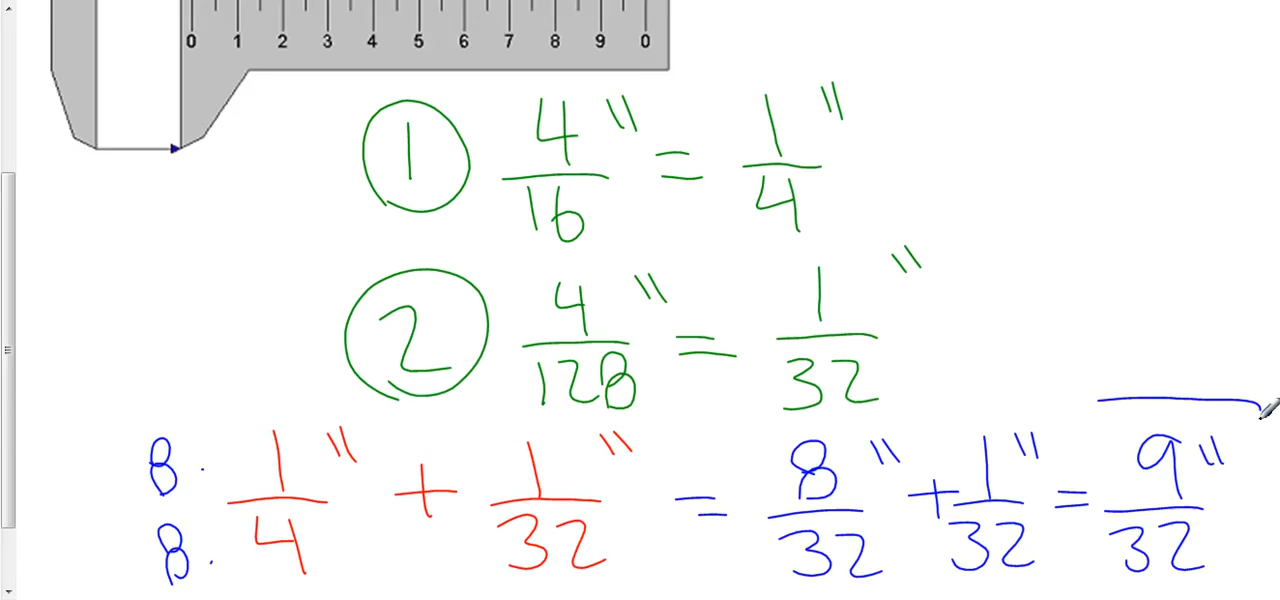 0 1 2 3 4 5 6 7 8 9 0
① 4/16" = 1/4"
② 4/128" = 1/32"
8· 8· 1/4" + 1/32" = 8/32" + 1/32" = 9/32"